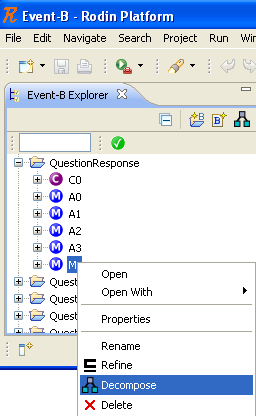 Event-B - Rodin Platform
File Edit Navigate Search Project Run
Event-B Explorer
QuestionResponse
C C0
M A0
M A1
M A2
M A3
M M
Quest
Quest
Quest
Quest
Open
Open With
Properties
Rename
Refine
Decompose
Delete